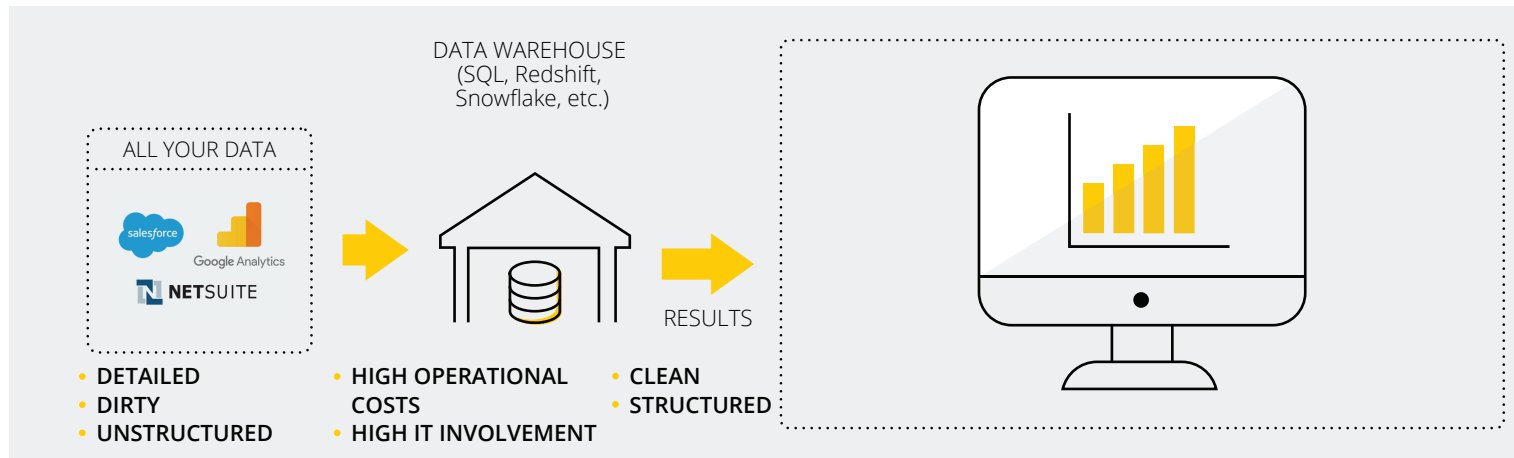 DATA WAREHOUSE
(SQL, Redshift,
Snowflake, etc.)
ALL YOUR DATA
salesforce
Google Analytics
NETSUITE
RESULTS
• DETAILED
• DIRTY
• UNSTRUCTURED
• HIGH OPERATIONAL
COSTS
• HIGH IT INVOLVEMENT
• CLEAN
• STRUCTURED